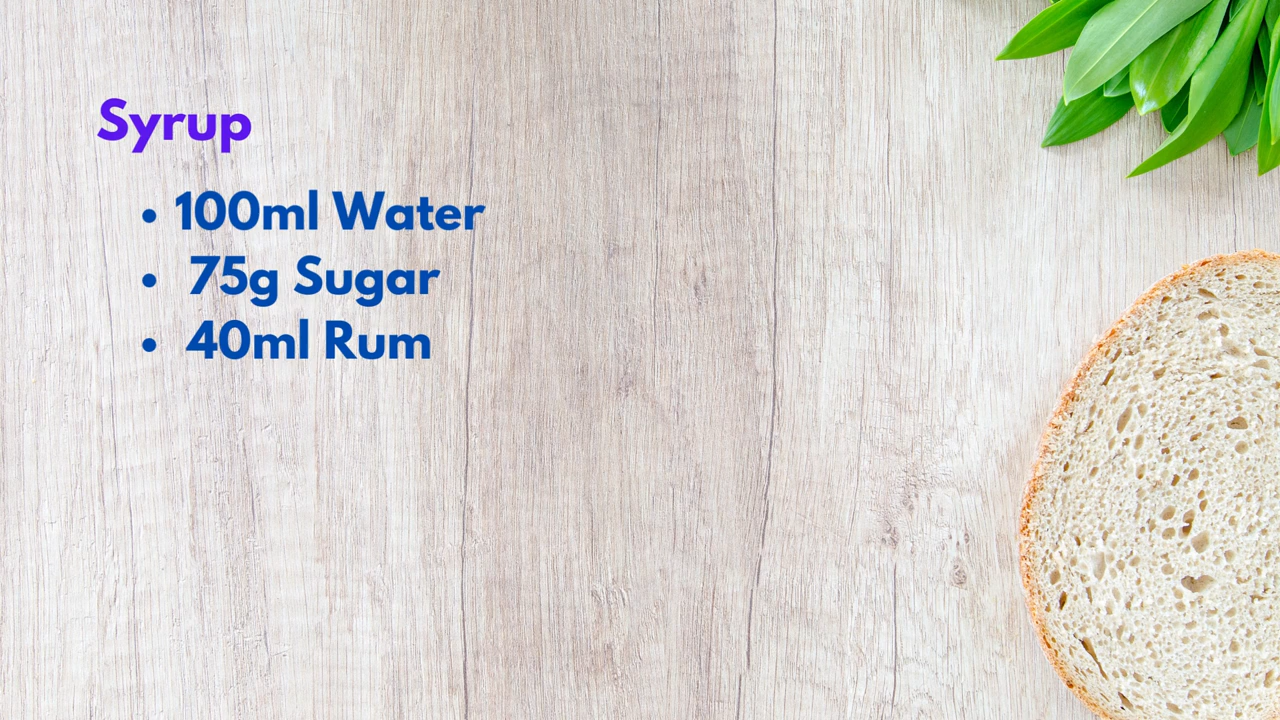 Syrup
• 100ml Water
• 75g Sugar
• 40ml Rum